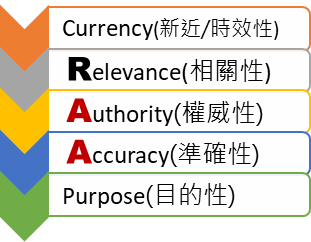 Currency(新近/時效性)
Relevance(相關性)
Authority(權威性)
Accuracy(準確性)
Purpose(目的性)